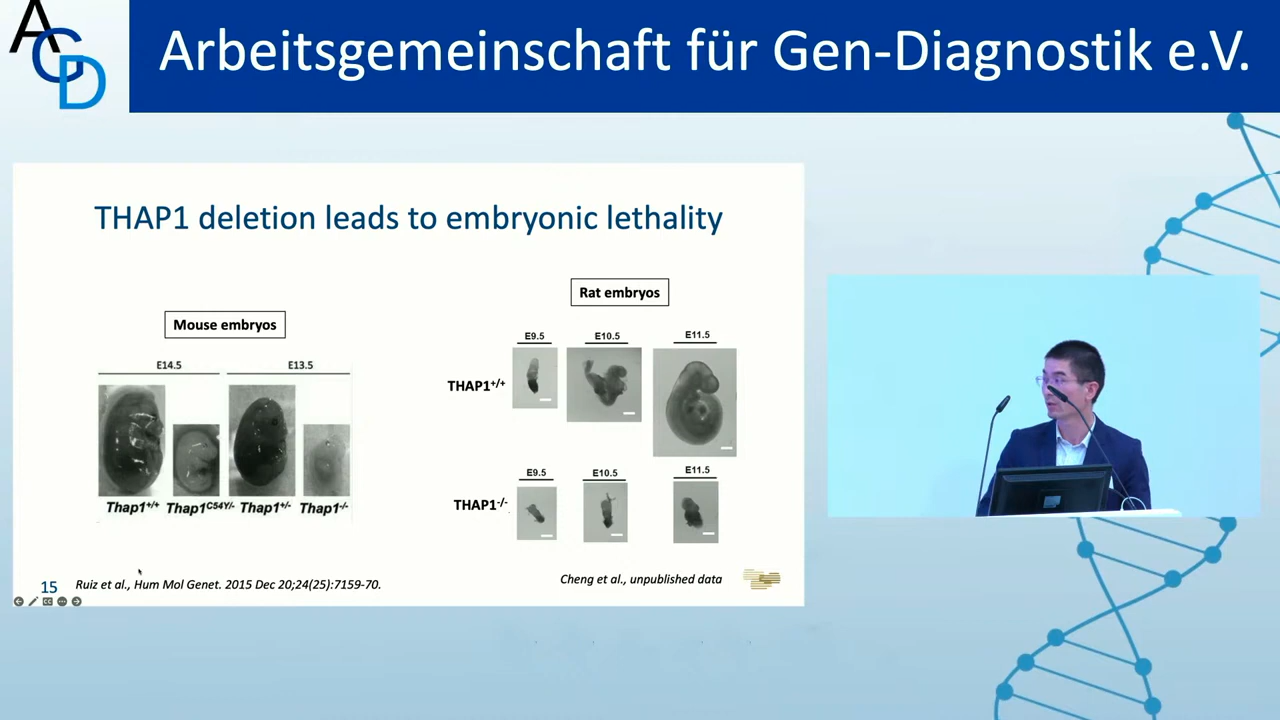 AGD
Arbeitsgemeinschaft für Gen-Diagnostik e.V.
THAP1 deletion leads to embryonic lethality
Mouse embryos
E14.5
E13.5
Thap1+/+
Thap1C54Y/-
Thap1+/-
Thap1-/-
Rat embryos
E9.5
E10.5
E11.5
THAP1+/+
E9.5
E10.5
E11.5
THAP1-/-
15
Ruiz et al., Hum Mol Genet. 2015 Dec 20;24(25):7159-70.
Cheng et al., unpublished data